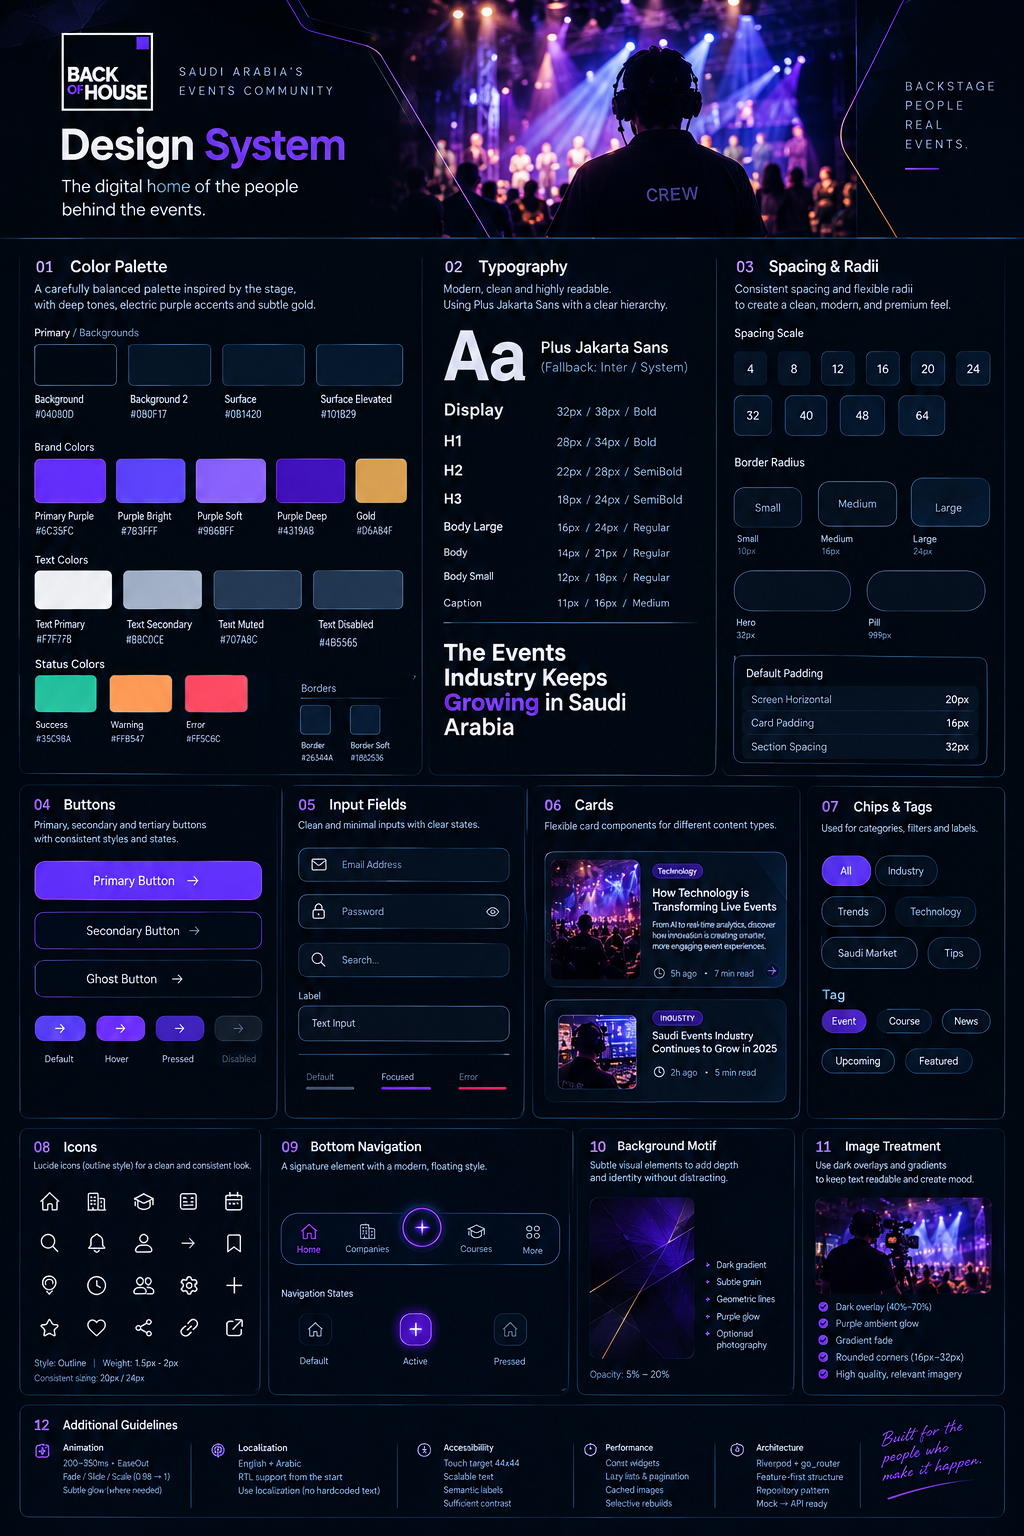 BACK
OF HOUSE
SAUDI ARABIA'S
EVENTS COMMUNITY
Design System
The digital home of the people
behind the events.
CREW
BACKSTAGE
PEOPLE
REAL
EVENTS.
01 Color Palette
A carefully balanced palette inspired by the stage,
with deep tones, electric purple accents and subtle gold.
Primary / Backgrounds
Background
#04080D
Background 2
#080F17
Surface
#0B1420
Surface Elevated
#101B29
Brand Colors
Primary Purple
#6C35FC
Purple Bright
#783FFF
Purple Soft
#986BFF
Purple Deep
#4319A8
Gold
#D6A84F
Text Colors
Text Primary
#F7F7F8
Text Secondary
#B8C0CE
Text Muted
#707A8C
Text Disabled
#4B5565
Status Colors
Success
#35C98A
Warning
#FFB547
Error
#FF5C6C
Borders
Border
#26344A
Border Soft
#1B2536
02 Typography
Modern, clean and highly readable.
Using Plus Jakarta Sans with a clear hierarchy.
Aa
Plus Jakarta Sans
(Fallback: Inter / System)
Display 32px / 38px / Bold
H1 28px / 34px / Bold
H2 22px / 28px / SemiBold
H3 18px / 24px / SemiBold
Body Large 16px / 24px / Regular
Body 14px / 21px / Regular
Body Small 12px / 18px / Regular
Caption 11px / 16px / Medium
The Events
Industry Keeps
Growing in Saudi
Arabia
03 Spacing & Radii
Consistent spacing and flexible radii
to create a clean, modern, and premium feel.
Spacing Scale
4 8 12 16 20 24
32 40 48 64
Border Radius
Small Medium Large
Small
10px
Medium
16px
Large
24px
Hero
32px
Pill
999px
Default Padding
Screen Horizontal 20px
Card Padding 16px
Section Spacing 32px
04 Buttons
Primary, secondary and tertiary buttons
with consistent styles and states.
Primary Button →
Secondary Button →
Ghost Button →
Default Hover Pressed Disabled
05 Input Fields
Clean and minimal inputs with clear states.
Email Address
Password
Search...
Label
Text Input
Default Focused Error
06 Cards
Flexible card components for different content types.
Technology
How Technology is
Transforming Live Events
From AI to real-time analytics, discover
how innovation is creating smarter,
more engaging event experiences.
5h ago • 7 min read
INDUSTRY
Saudi Events Industry
Continues to Grow in 2025
2h ago • 5 min read
07 Chips & Tags
Used for categories, filters and labels.
All Industry
Trends Technology
Saudi Market Tips
Tag
Event Course News
Upcoming Featured
08 Icons
Lucide icons (outline style) for a clean and consistent look.
Style: Outline | Weight: 1.5px - 2px
Consistent sizing: 20px / 24px
09 Bottom Navigation
A signature element with a modern, floating style.
Home Companies Courses More
Navigation States
Default Active Pressed
10 Background Motif
Subtle visual elements to add depth
and identity without distracting.
Dark gradient
Subtle grain
Geometric lines
Purple glow
Optionad
photography
Opacity: 5% – 20%
11 Image Treatment
Use dark overlays and gradients
to keep text readable and create mood.
Dark overlay (40%–70%)
Purple ambient glow
Gradient fade
Rounded corners (16px–32px)
High quality, relevant imagery
12 Additional Guidelines
Animation
200–350ms • EaseOut
Fade / Slide / Scale (0.98 → 1)
Subtle glow (where needed)
Localization
English + Arabic
RTL support from the start
Use localization (no hardcoded text)
Accessibility
Touch target 44x44
Scalable text
Semantic labels
Sufficient contrast
Performance
Const widgets
Lazy lists & pagination
Cached images
Selective rebuilds
Architecture
Riverpod + go_router
Feature-first structure
Repository pattern
Mock → API ready
Built for the
people who
make it happen.